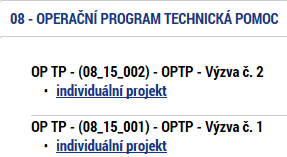 08 - OPERAČNÍ PROGRAM TECHNICKÁ POMOC
OP TP - (08_15_002) - OPTP - Výzva č. 2
• individuální projekt
OP TP - (08_15_001) - OPTP - Výzva č. 1
• individuální projekt